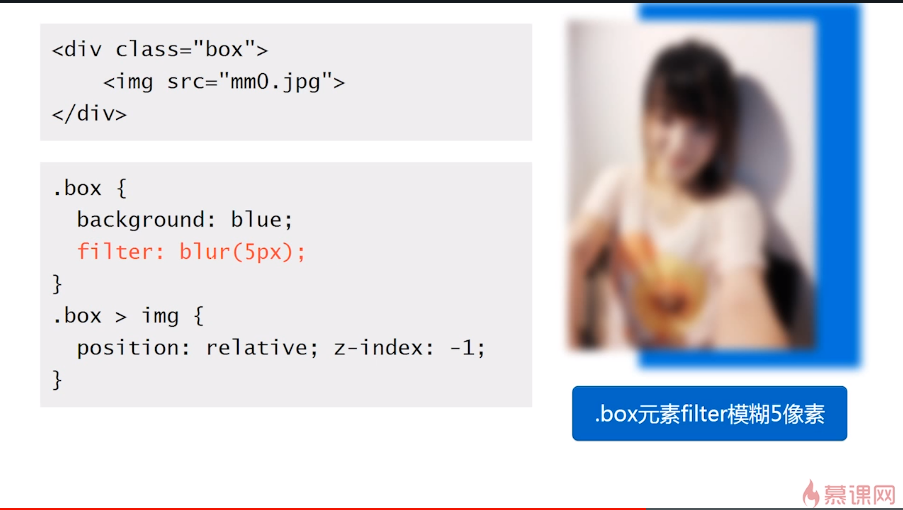 <div class="box">
    <img src="mm0.jpg">
</div>
.box {
  background: blue;
  filter: blur(5px);
}
.box > img {
  position: relative; z-index: -1;
}
.box元素filter模糊5像素
慕课网